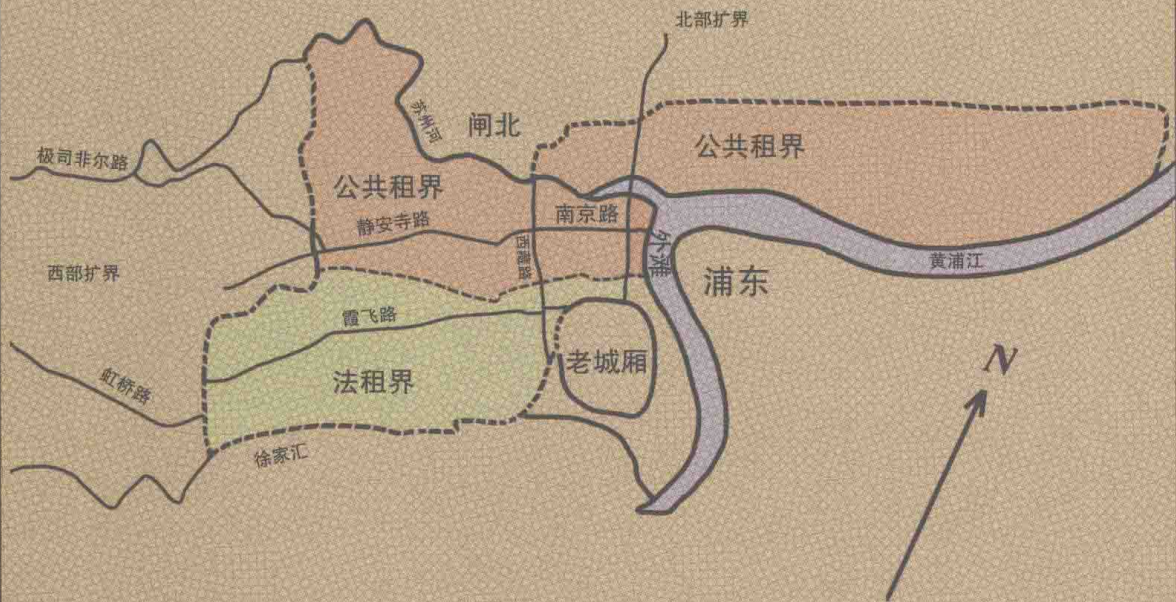 北部扩界
苏州河
闸北
公共租界
极司非尔路
公共租界
南京路
静安寺路
西藏路
外滩
西部扩界
黄浦江
浦东
霞飞路
老城厢
N
法租界
虹桥路
徐家汇